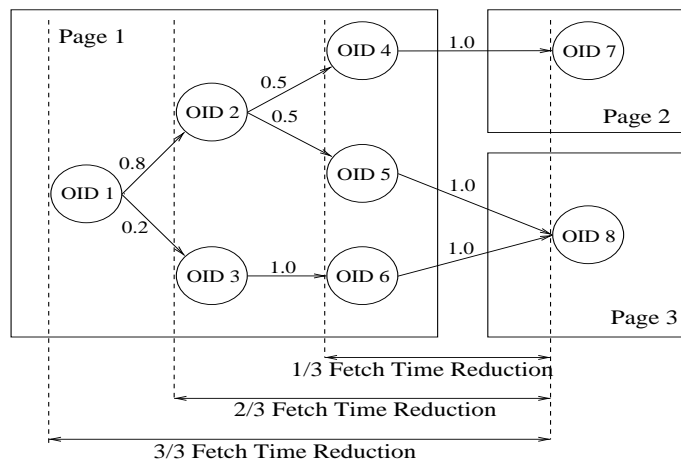 Page 1
OID 4
1.0
OID 7
0.5
OID 2
0.5
Page 2
0.8
OID 5
1.0
OID 1
0.2
OID 8
1.0
OID 3
1.0
OID 6
Page 3
1/3 Fetch Time Reduction
2/3 Fetch Time Reduction
3/3 Fetch Time Reduction